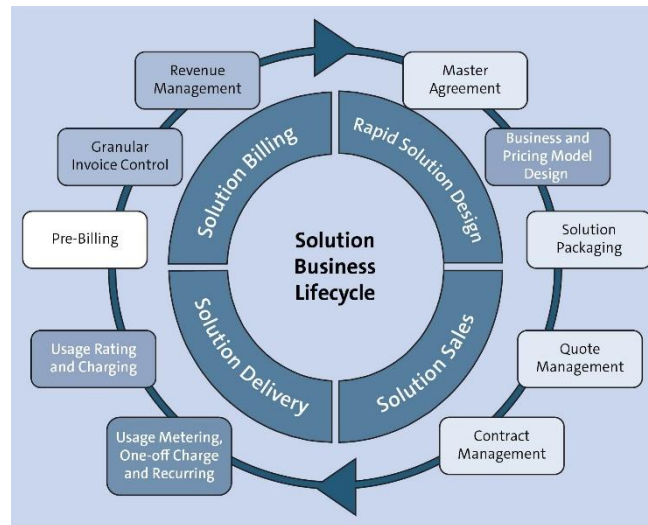 Revenue
Management
Master
Agreement
Granular
Invoice Control
Business and
Pricing Model
Design
Pre-Billing
Solution
Packaging
Usage Rating
and Charging
Quote
Management
Usage Metering,
One-off Charge
and Recurring
Contract
Management
Solution Billing
Rapid Solution Design
Solution Delivery
Solution Sales
Solution
Business
Lifecycle